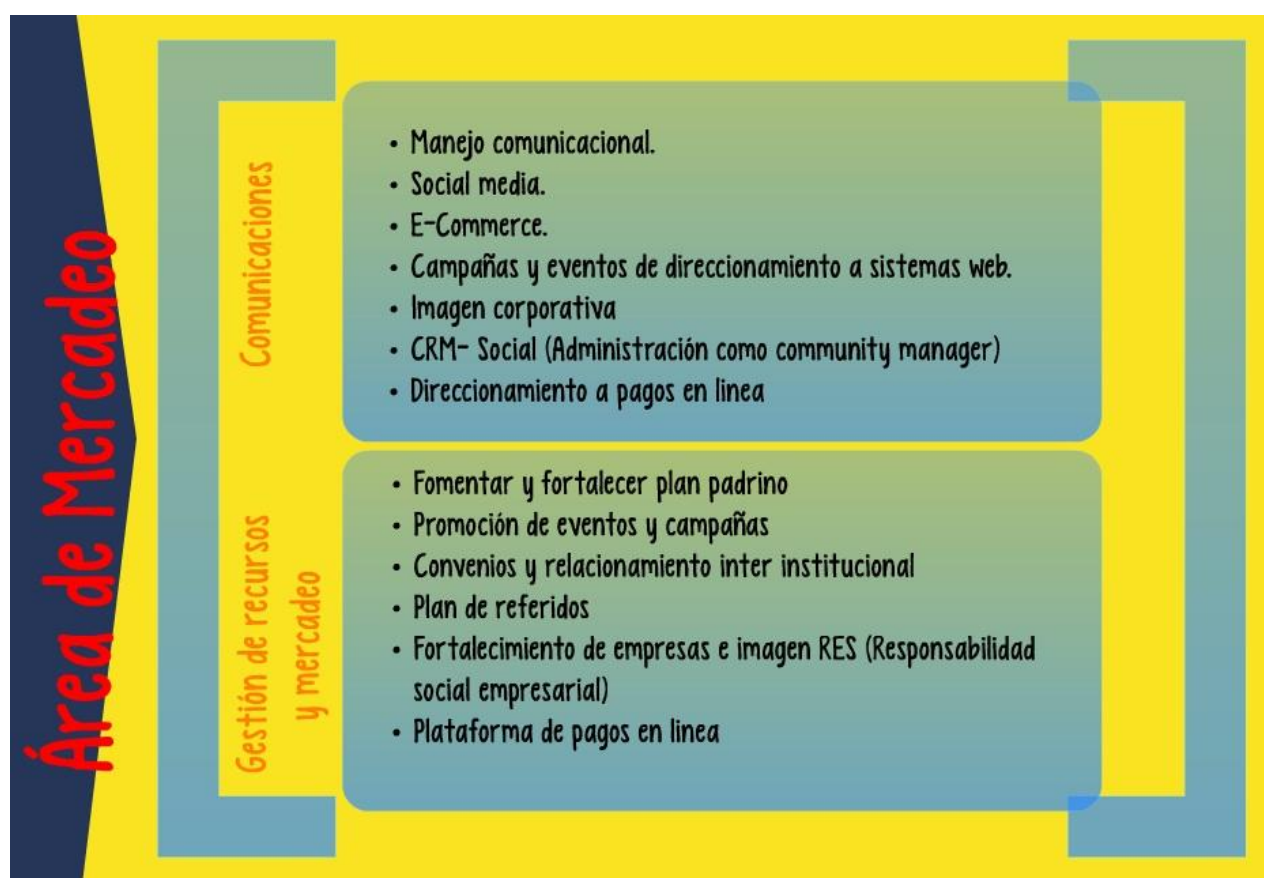 Área de Mercadeo
Comunicaciones
• Manejo comunicacional.
• Social media.
• E-Commerce.
• Campañas y eventos de direccionamiento a sistemas web.
• Imagen corporativa
• CRM- Social (Administración como community manager)
• Direccionamiento a pagos en linea
Gestión de recursos
y mercadeo
• Fomentar y fortalecer plan padrino
• Promoción de eventos y campañas
• Convenios y relacionamiento inter institucional
• Plan de referidos
• Fortalecimiento de empresas e imagen RES (Responsabilidad
social empresarial)
• Plataforma de pagos en linea